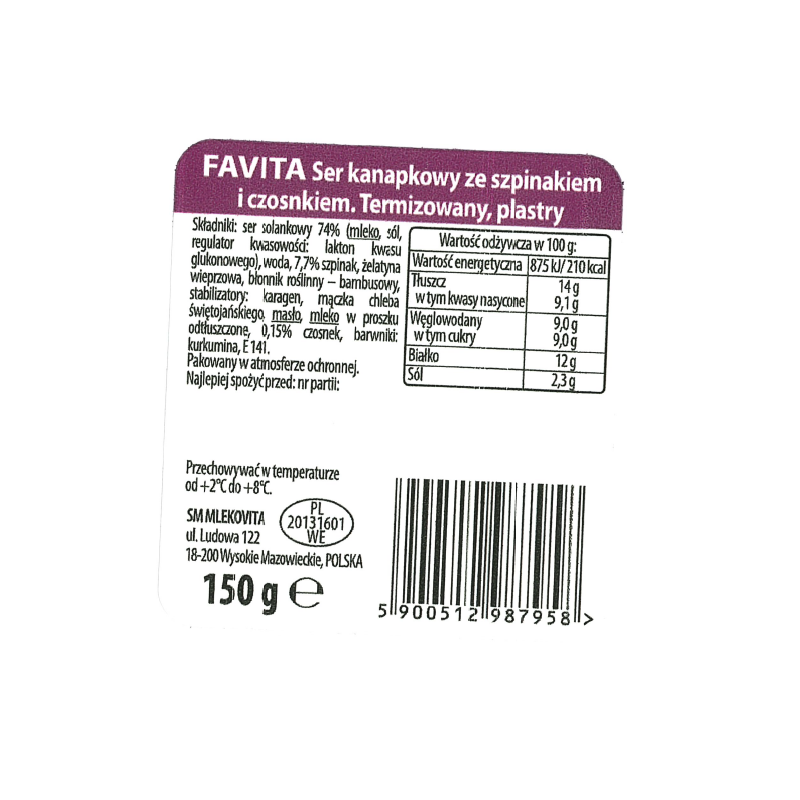 FAVITA Ser kanapkowy ze szpinakiem
i czosnkiem. Termizowany, plastry
Składniki: ser solankowy 74% (mleko, sól,
regulator kwasowości: lakton kwasu
glukonowego), woda, 7,7% szpinak, żelatyna
wieprzowa, błonnik roślinny – bambusowy,
stabilizatory: karagen, mączka chleba
świętojańskiego, masło, mleko w proszku
odtłuszczone, 0,15% czosnek, barwniki:
kurkumina, E 141.
Pakowany w atmosferze ochronnej.
Najlepiej spożyć przed: nr partii:
Wartość odżywcza w 100 g:
Wartość energetyczna 875 kJ/ 210 kcal
Tłuszcz 14 g
w tym kwasy nasycone 9,1 g
Węglowodany 9,0 g
w tym cukry 9,0 g
Białko 12 g
Sól 2,3 g
Przechowywać w temperaturze
od +2°C do +8°C.
SM MLEKOVITA
ul. Ludowa 122
18-200 Wysokie Mazowieckie, POLSKA
PL
20131601
WE
150 g e
5 900512 987958 >